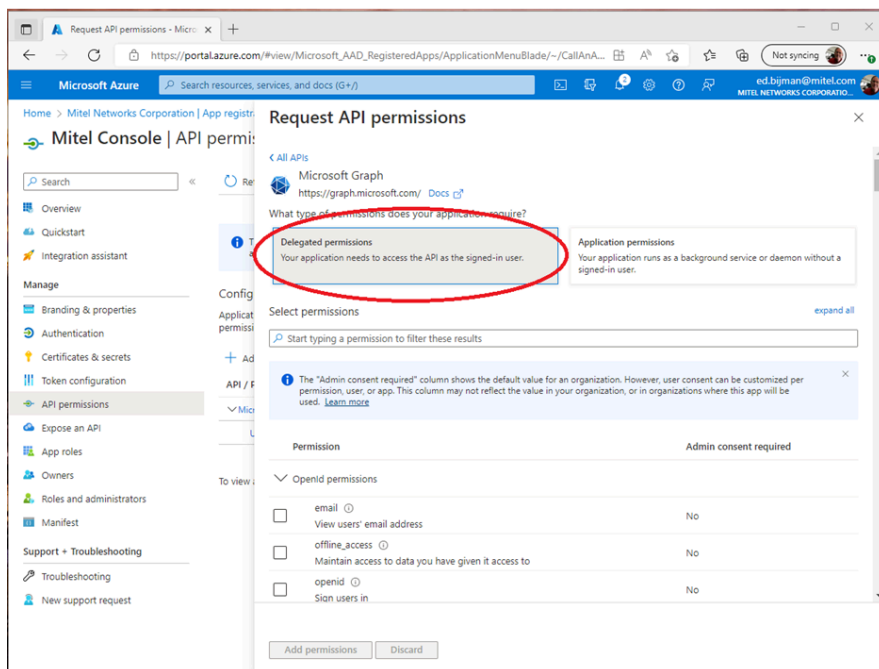 Request API permissions - Micro
https://portal.azure.com/#view/Microsoft_AAD_RegisteredApps/ApplicationMenuBlade/~/CallAnA...
Not syncing
Microsoft Azure
Search resources, services, and docs (G+/)
2
ed.bijman@mitel.com
MITEL NETWORKS CORPORATIO...
Home > Mitel Networks Corporation | App registr
Mitel Console | API permis
Search
«
Overview
Quickstart
Integration assistant
Manage
Branding & properties
Authentication
Certificates & secrets
Token configuration
API permissions
Expose an API
App roles
Owners
Roles and administrators
Manifest
Support + Troubleshooting
Troubleshooting
New support request
Config
Applicat
permissi
Ad
API / P
Micr
U
To view
Request API permissions
All APIs
Microsoft Graph
https://graph.microsoft.com/ Docs
What type of permissions does your application require?
Delegated permissions
Your application needs to access the API as the signed-in user.
Application permissions
Your application runs as a background service or daemon without a
signed-in user.
Select permissions
expand all
Start typing a permission to filter these results
The "Admin consent required" column shows the default value for an organization. However, user consent can be customized per
permission, user, or app. This column may not reflect the value in your organization, or in organizations where this app will be
used. Learn more
Permission Admin consent required
OpenId permissions
email
View users' email address
No
offline_access
Maintain access to data you have given it access to
No
openid
Sign users in
No
Add permissions Discard